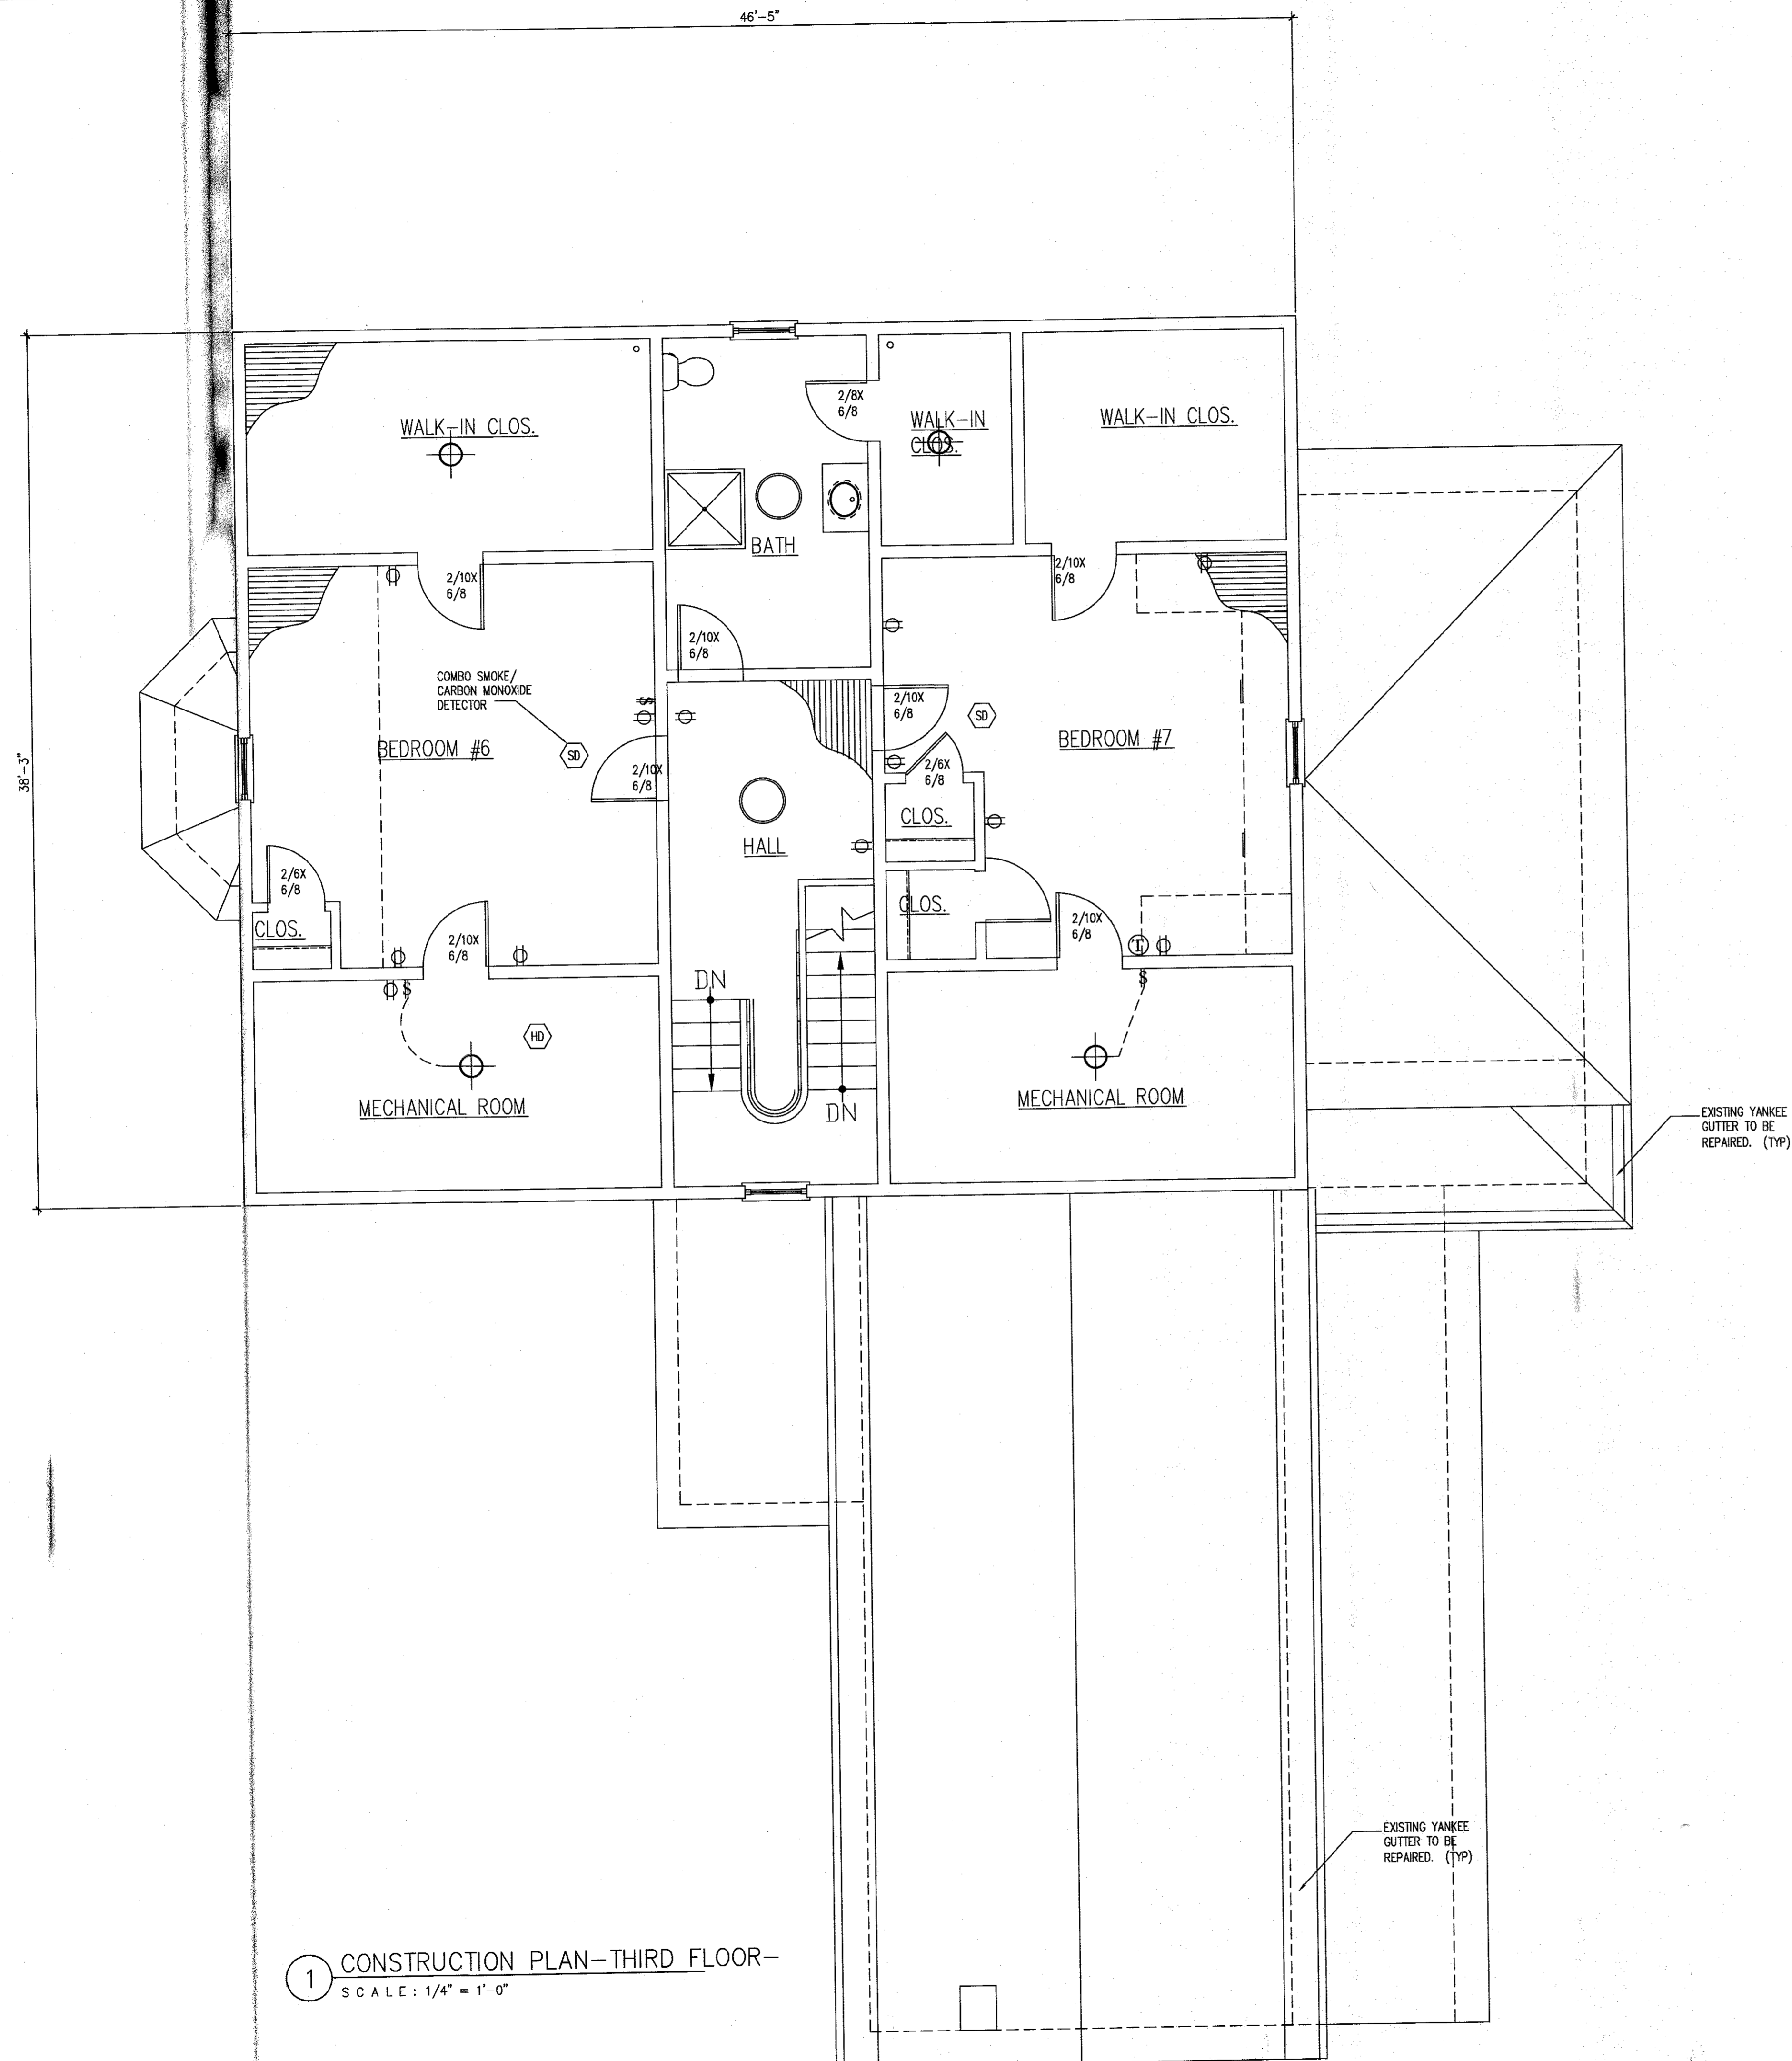 46'-5"
38'-3"
WALK-IN CLOS.
2/8X
6/8
WALK-IN
CLOS.
WALK-IN CLOS.
BATH
2/10X
6/8
2/10X
6/8
2/10X
6/8
COMBO SMOKE/
CARBON MONOXIDE
DETECTOR
$
2/10X
6/8
SD
BEDROOM #6
SD
BEDROOM #7
2/10X
6/8
2/6X
6/8
CLOS.
HALL
2/6X
6/8
CLOS.
CLOS.
2/10X
6/8
2/10X
6/8
T
$
$
DN
HD
MECHANICAL ROOM
MECHANICAL ROOM
DN
EXISTING YANKEE
GUTTER TO BE
REPAIRED. (TYP)
EXISTING YANKEE
GUTTER TO BE
REPAIRED. (TYP)
1
CONSTRUCTION PLAN-THIRD FLOOR-
SCALE: 1/4" = 1'-0"